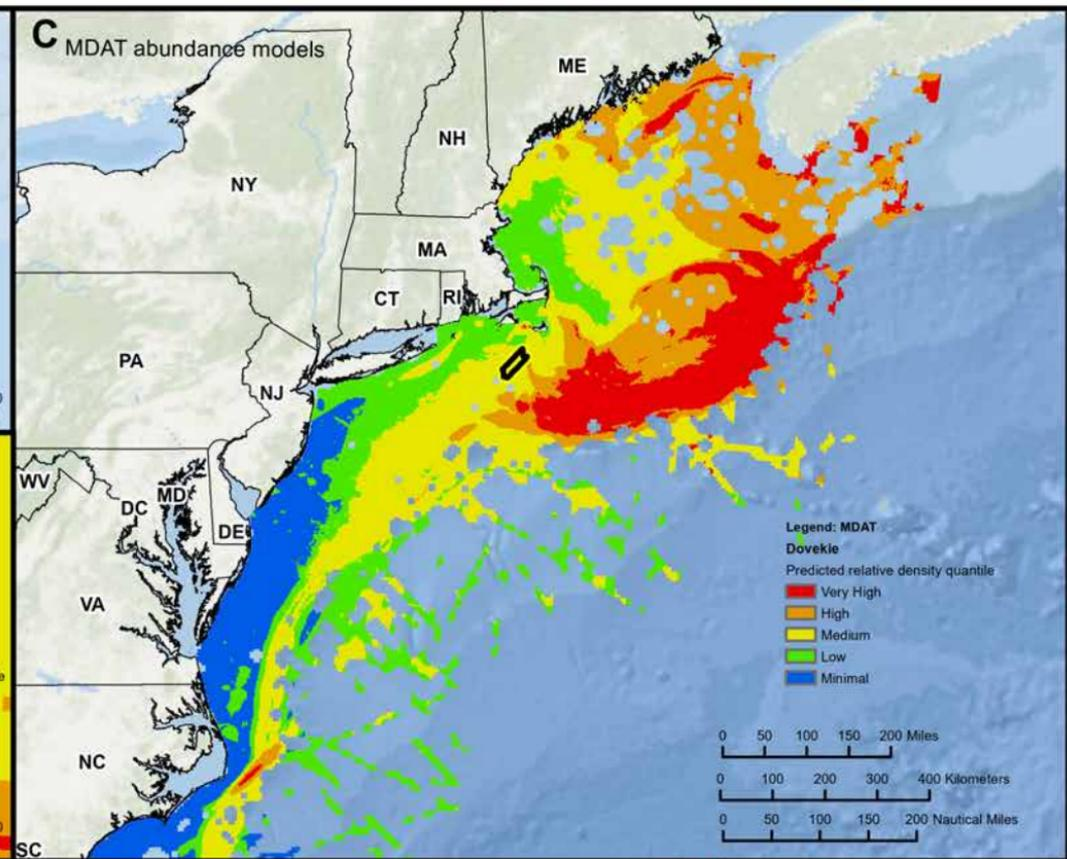 C MDAT abundance models
ME
NH
NY
MA
CT
RI
PA
NJ
WV
MD
DC
DE
VA
NC
SC
Legend: MDAT
Dovekie
Predicted relative density quantile
Very High
High
Medium
Low
Minimal
0 50 100 150 200 Miles
0 100 200 300 400 Kilometers
0 50 100 150 200 Nautical Miles